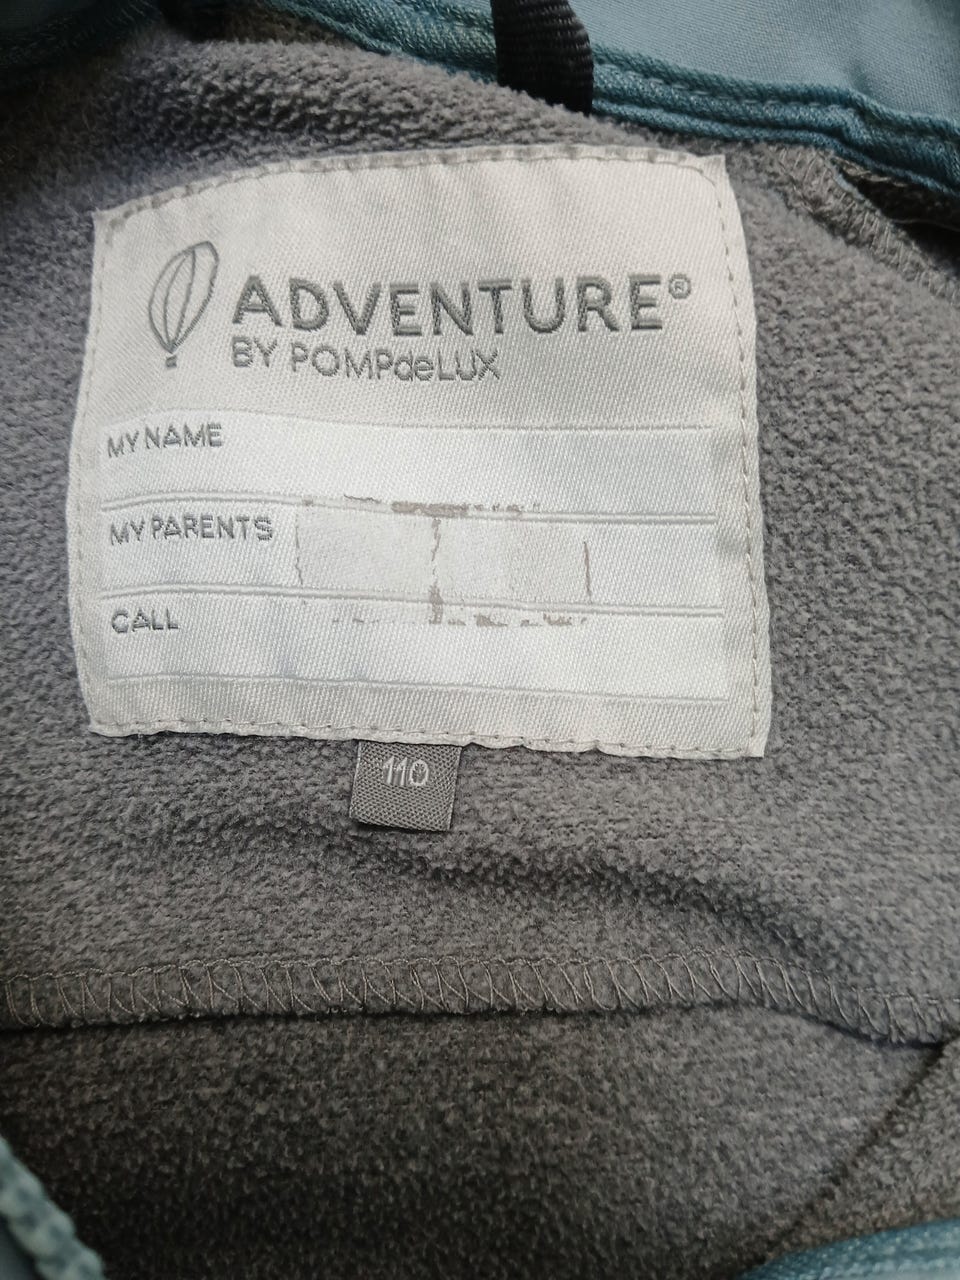 ADVENTURE®
BY POMPdeLUX
MY NAME
MY PARENTS
CALL
110